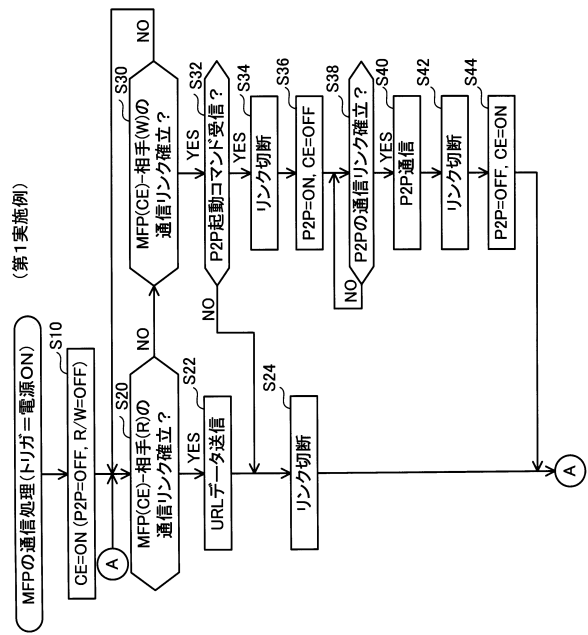 (第1実施例)
MFPの通信処理(トリガ=電源ON)
S10
CE=ON (P2P=OFF, R/W=OFF)
A
S20
MFP(CE)-相手(R)の
通信リンク確立?
NO
YES
S22
URLデータ送信
S24
リンク切断
S30
MFP(CE)-相手(W)の
通信リンク確立?
NO
YES
S32
P2P起動コマンド受信?
NO
YES
S34
リンク切断
S36
P2P=ON, CE=OFF
S38
P2Pの通信リンク確立?
NO
YES
S40
P2P通信
S42
リンク切断
S44
P2P=OFF, CE=ON
A